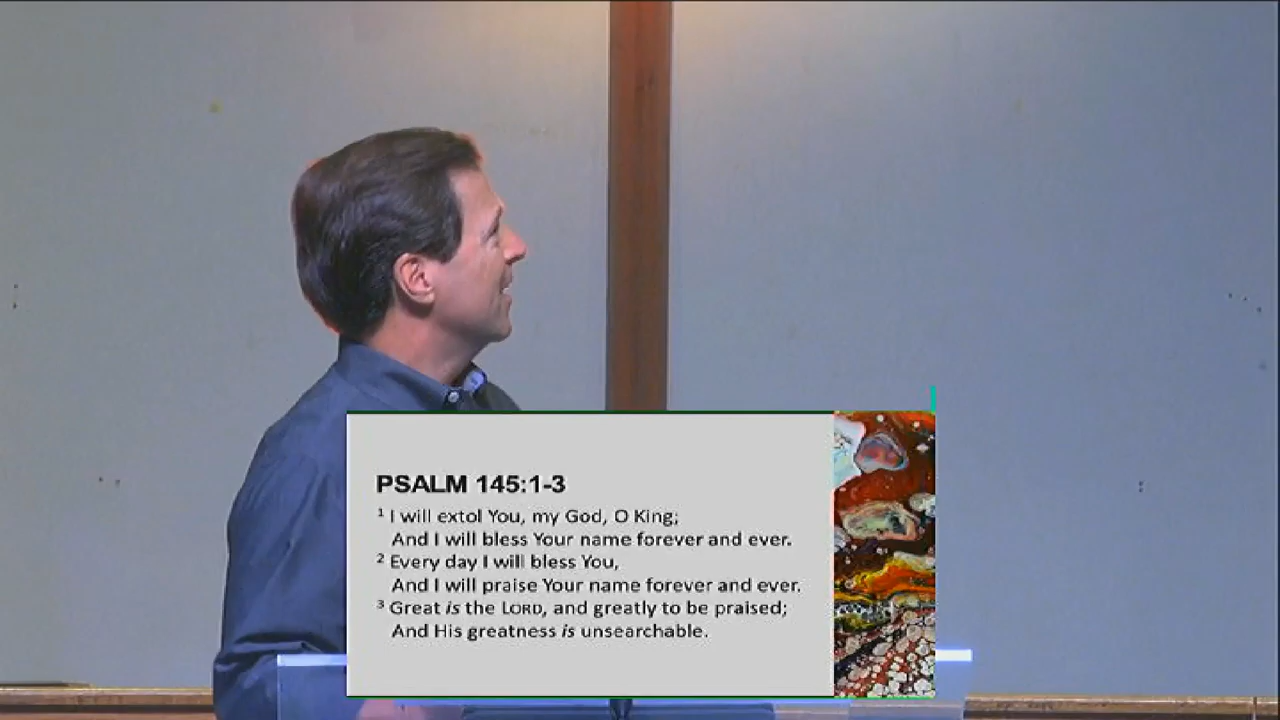 PSALM 145:1-3
¹ I will extol You, my God, O King;
And I will bless Your name forever and ever.
² Every day I will bless You,
And I will praise Your name forever and ever.
³ Great is the LORD, and greatly to be praised;
And His greatness is unsearchable.